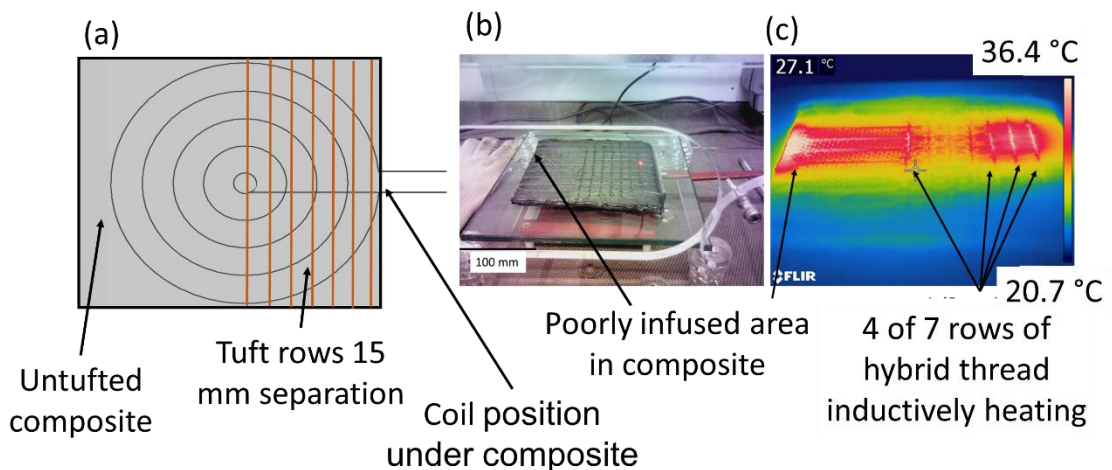 (a)
(b)
(c)
27.1 °C
36.4 °C
100 mm
FLIR
20.7 °C
Untufted
composite
Tuft rows 15
mm separation
Coil position
under composite
Poorly infused area
in composite
4 of 7 rows of
hybrid thread
inductively heating